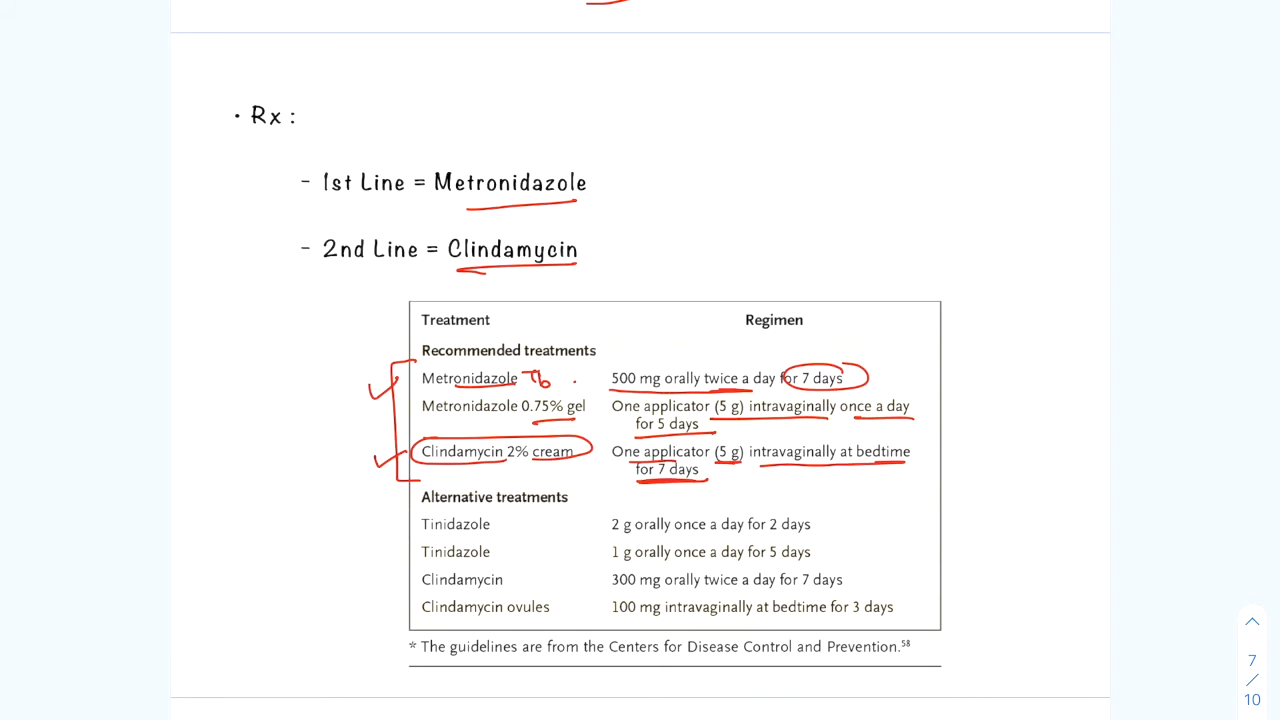 • Rx :
- 1st Line = Metronidazole
- 2nd Line = Clindamycin
Treatment Regimen
Recommended treatments
Metronidazole Tb . 500 mg orally twice a day for 7 days
Metronidazole 0.75% gel One applicator (5 g) intravaginally once a day
for 5 days
Clindamycin 2% cream One applicator (5 g) intravaginally at bedtime
for 7 days
Alternative treatments
Tinidazole 2 g orally once a day for 2 days
Tinidazole 1 g orally once a day for 5 days
Clindamycin 300 mg orally twice a day for 7 days
Clindamycin ovules 100 mg intravaginally at bedtime for 3 days
* The guidelines are from the Centers for Disease Control and Prevention.58
7
/
10